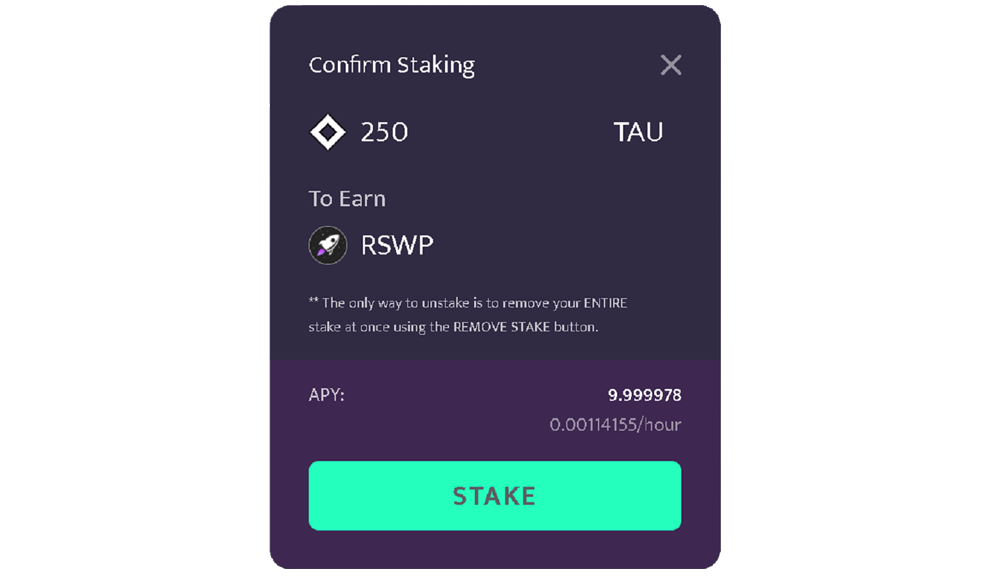 Confirm Staking
250 TAU
To Earn
RSWP
** The only way to unstake is to remove your ENTIRE
stake at once using the REMOVE STAKE button.
APY: 9.999978
0.00114155/hour
STAKE